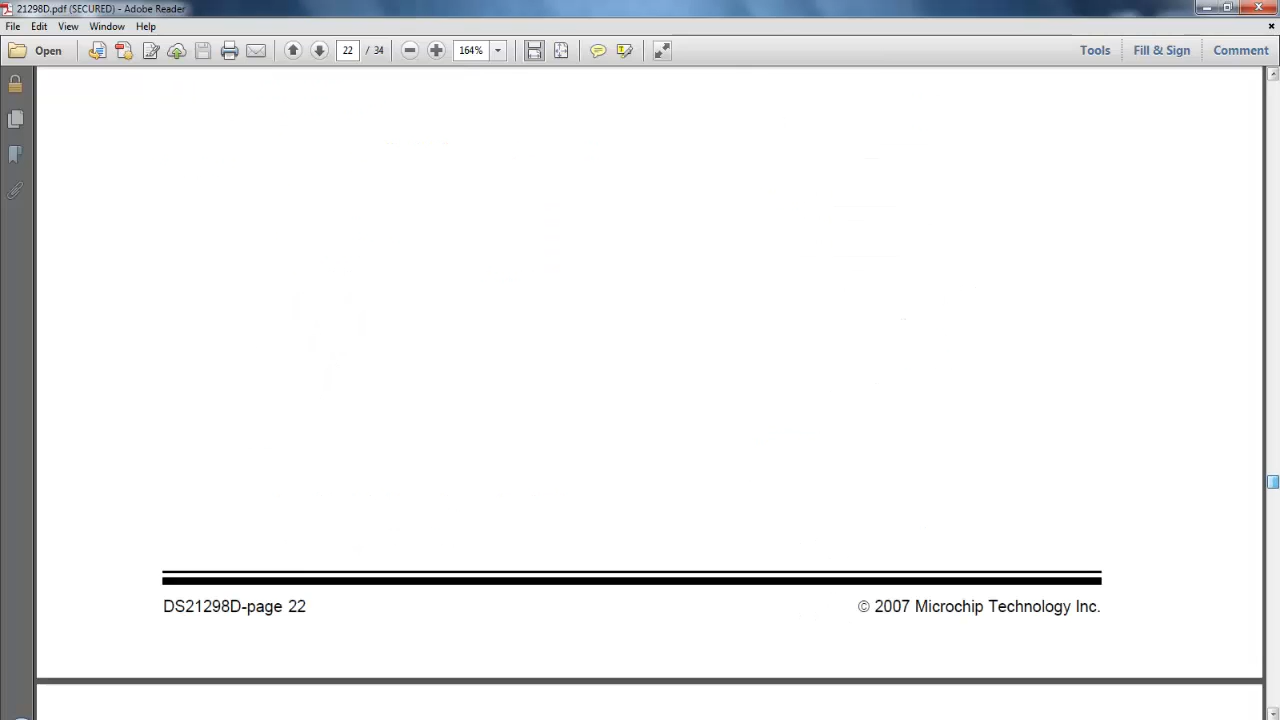 21298D.pdf (SECURED) - Adobe Reader
File Edit View Window Help
Open 22 / 34 164% Tools Fill & Sign Comment
DS21298D-page 22 © 2007 Microchip Technology Inc.